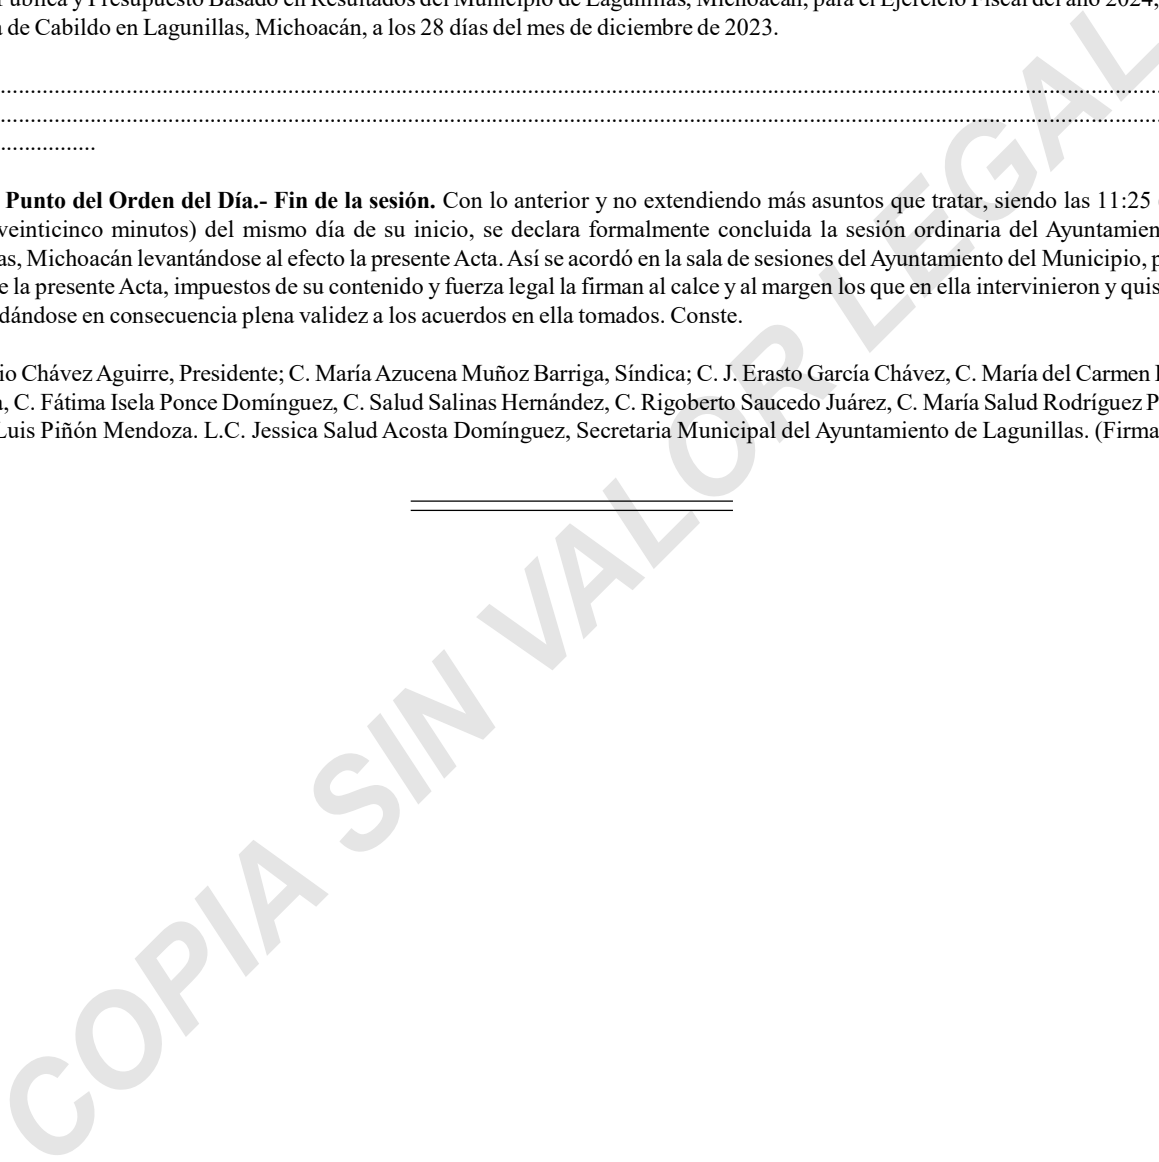 Pública y Presupuesto Basado en Resultados del Municipio de Lagunillas, Michoacán, para el Ejercicio Fiscal del año 2024,
de Cabildo en Lagunillas, Michoacán, a los 28 días del mes de diciembre de 2023.
................................................................................
................................................................................
................
Punto del Orden del Día.- Fin de la sesión. Con lo anterior y no extendiendo más asuntos que tratar, siendo las 11:25
veinticinco minutos) del mismo día de su inicio, se declara formalmente concluida la sesión ordinaria del Ayuntamien
as, Michoacán levantándose al efecto la presente Acta. Así se acordó en la sala de sesiones del Ayuntamiento del Municipio, p
e la presente Acta, impuestos de su contenido y fuerza legal la firman al calce y al margen los que en ella intervinieron y quis
dándose en consecuencia plena validez a los acuerdos en ella tomados. Conste.
io Chávez Aguirre, Presidente; C. María Azucena Muñoz Barriga, Síndica; C. J. Erasto García Chávez, C. María del Carmen
, C. Fátima Isela Ponce Domínguez, C. Salud Salinas Hernández, C. Rigoberto Saucedo Juárez, C. María Salud Rodríguez P
Luis Piñón Mendoza. L.C. Jessica Salud Acosta Domínguez, Secretaria Municipal del Ayuntamiento de Lagunillas. (Firma
COPIA SIN VALOR LEGAL